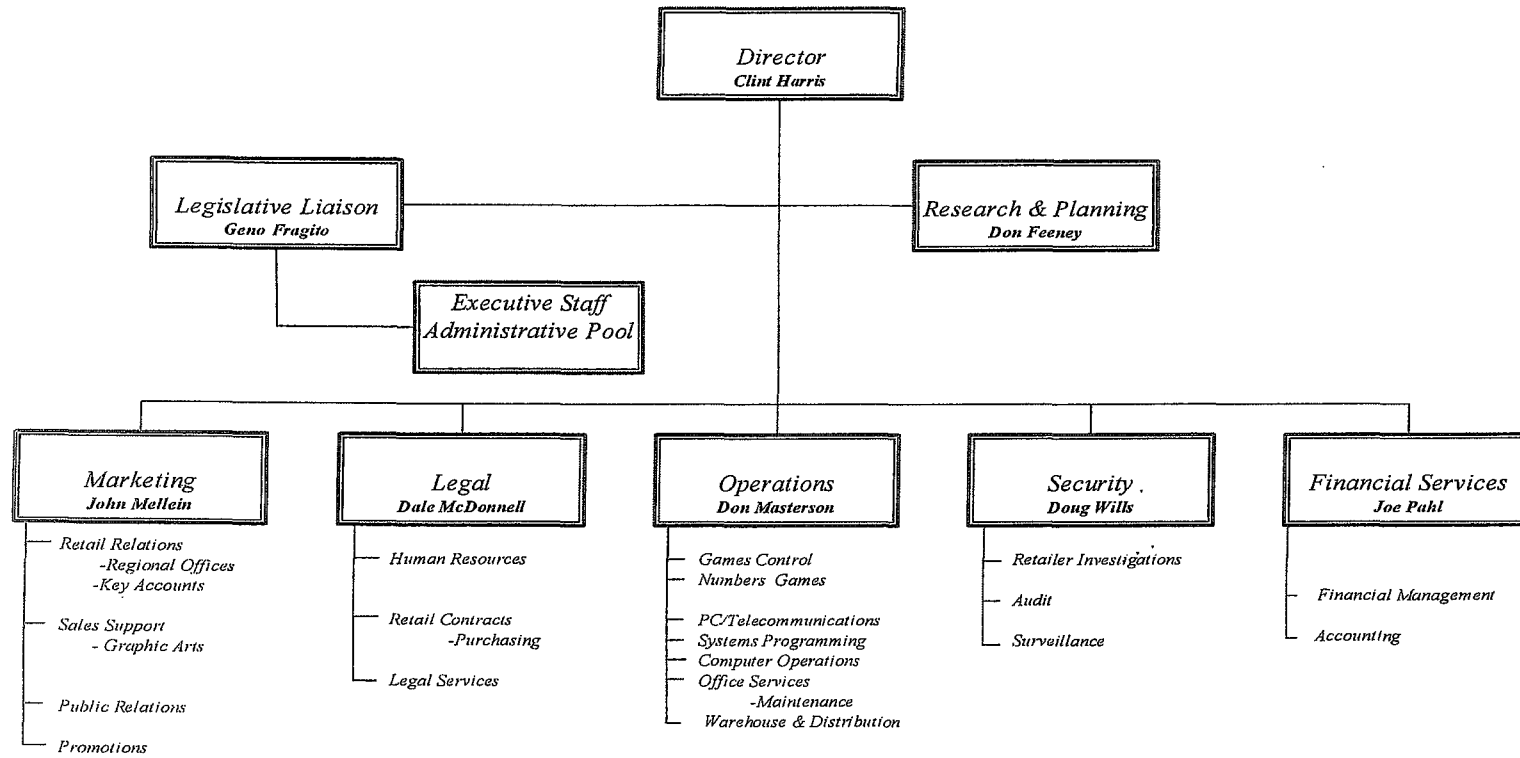 Director
Clint Harris
Legislative Liaison
Geno Fragito
Research & Planning
Don Feeney
Executive Staff
Administrative Pool
Marketing
John Mellein
Retail Relations
-Regional Offices
-Key Accounts
Sales Support
- Graphic Arts
Public Relations
Promotions
Legal
Dale McDonnell
Human Resources
Retail Contracts
-Purchasing
Legal Services
Operations
Don Masterson
Games Control
Numbers Games
PC/Telecommunications
Systems Programming
Computer Operations
Office Services
-Maintenance
Warehouse & Distribution
Security
Doug Wills
Retailer Investigations
Audit
Surveillance
Financial Services
Joe Pahl
Financial Management
Accounting